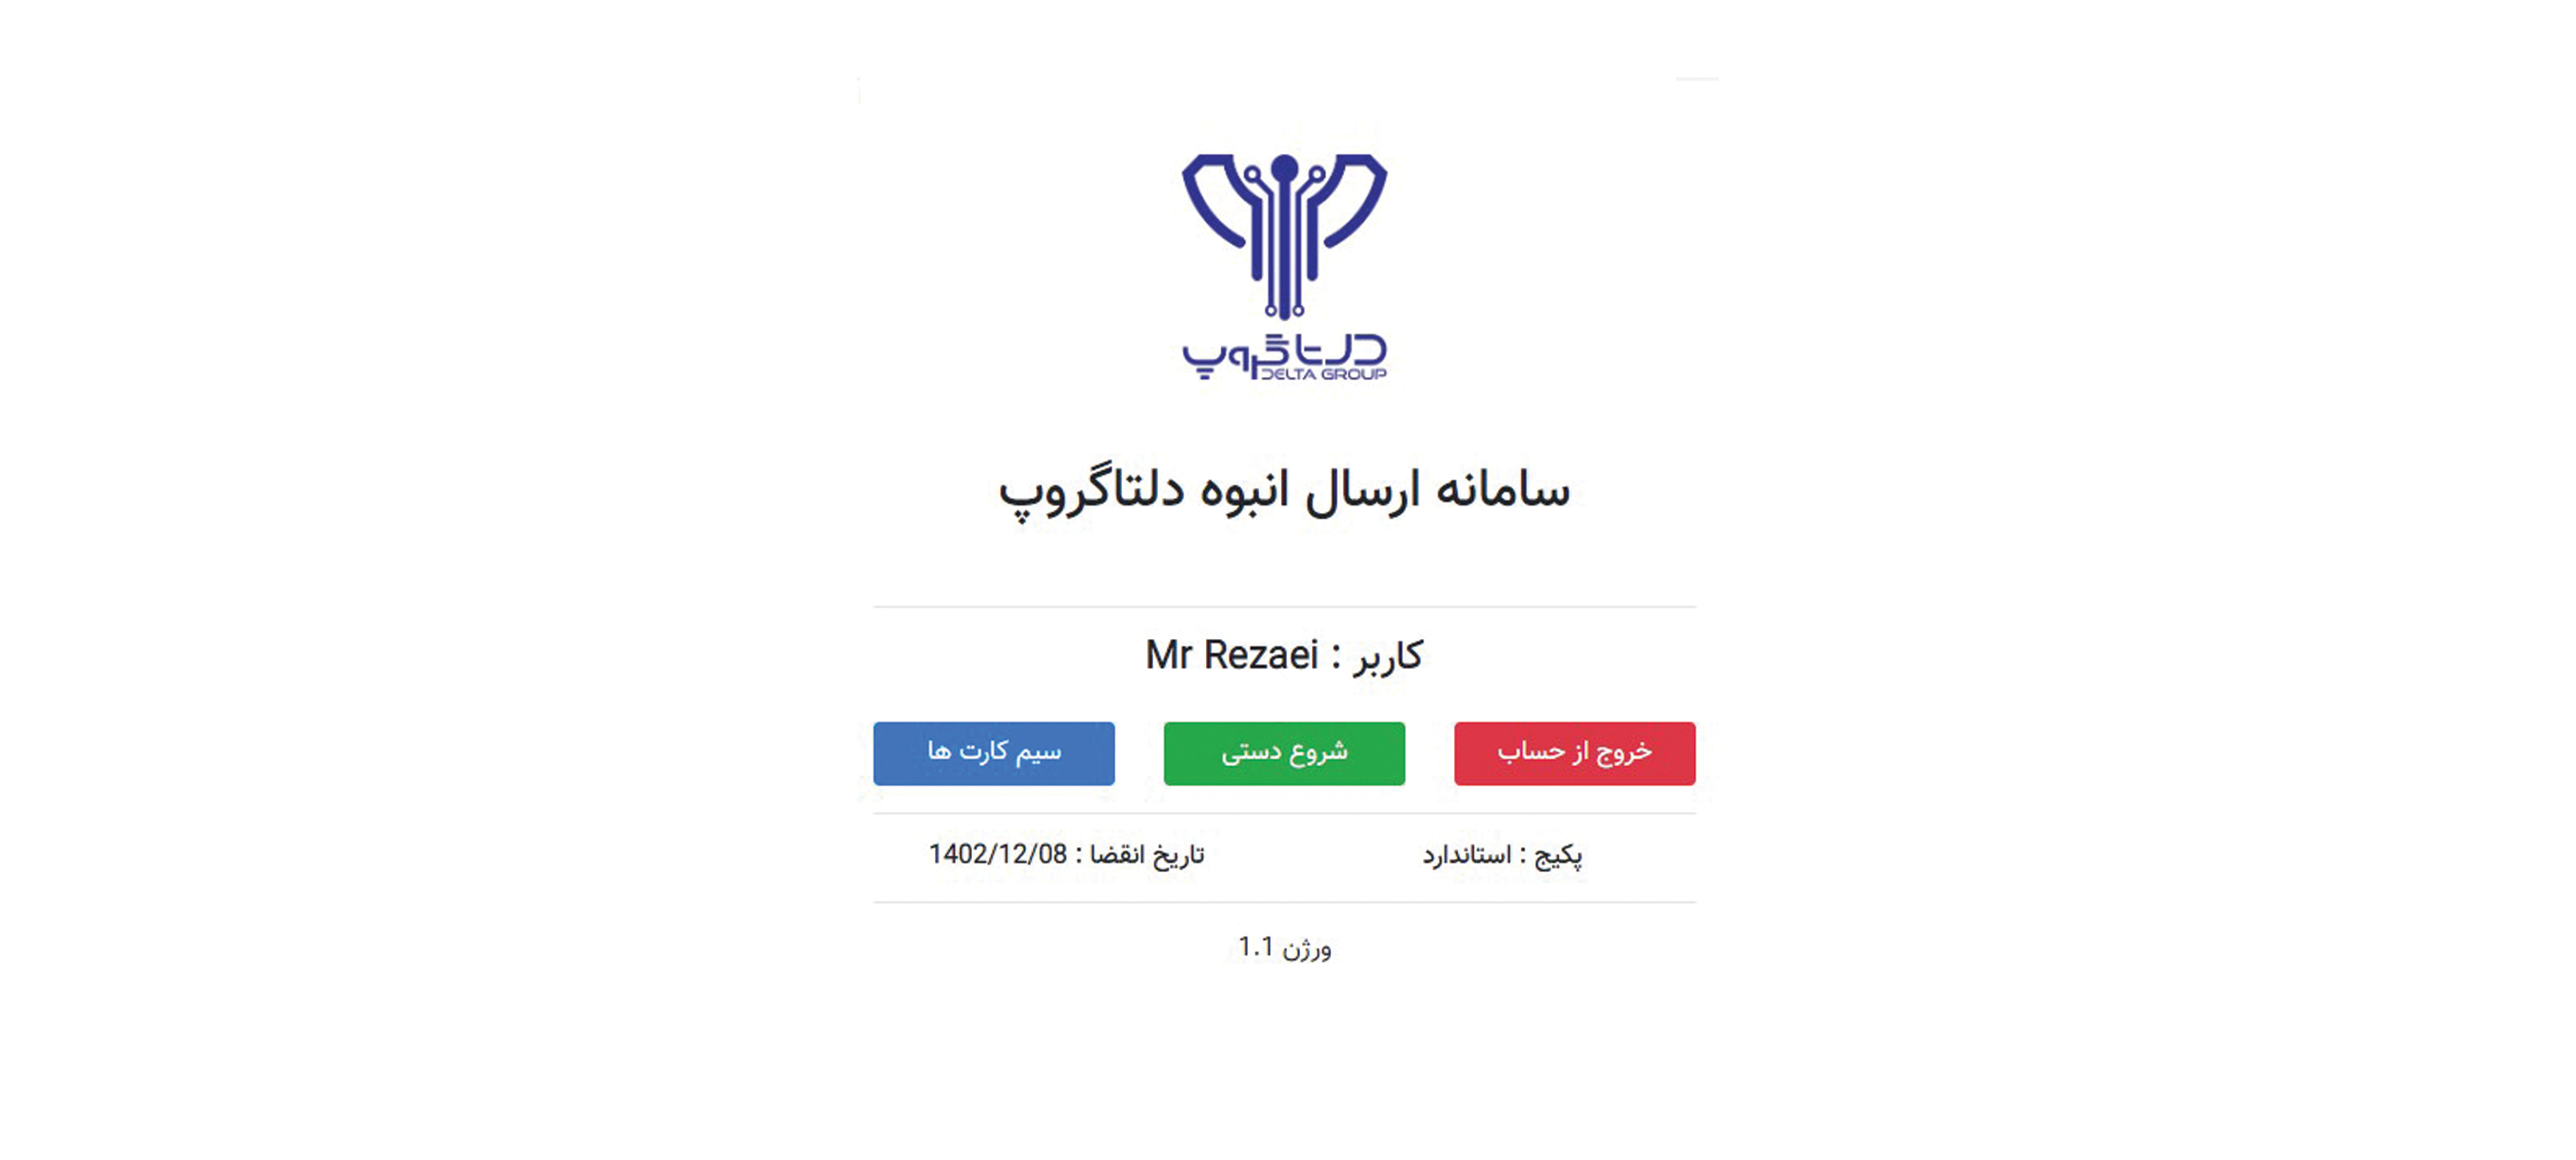 دلتاگروپ
DELTA GROUP
سامانه ارسال انبوه دلتاگروپ
کاربر : Mr Rezaei
خروج از حساب
شروع دستی
سیم کارت ها
پکیج : استاندارد
تاریخ انقضا : 1402/12/08
ورژن 1.1